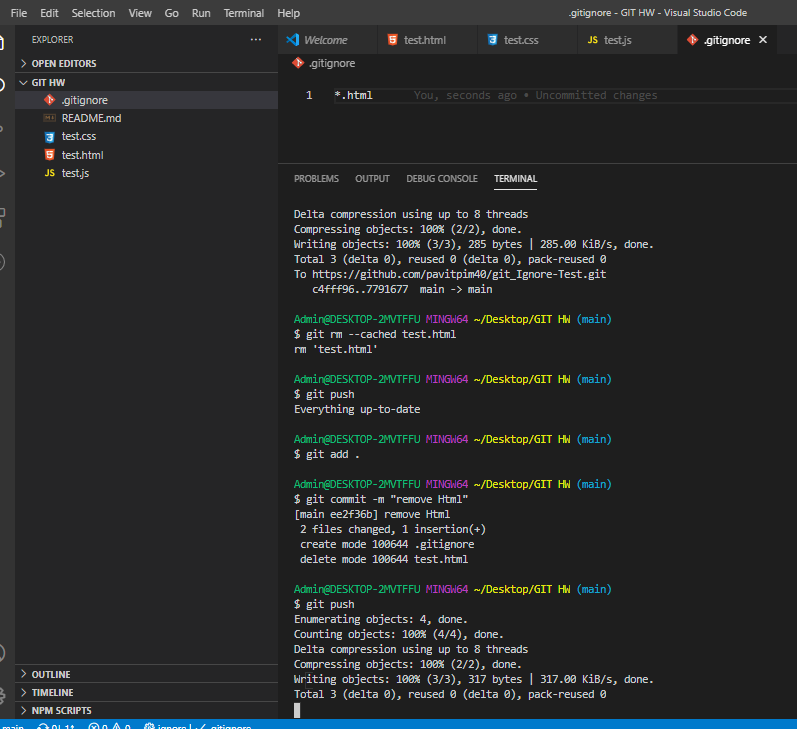 File Edit Selection View Go Run Terminal Help .gitignore - GIT HW - Visual Studio Code
EXPLORER ···
Welcome test.html test.css JS test.js .gitignore
OPEN EDITORS
.gitignore
GIT HW
.gitignore
README.md
test.css
test.html
JS test.js
1 *.html You, seconds ago • Uncommitted changes
PROBLEMS OUTPUT DEBUG CONSOLE TERMINAL
Delta compression using up to 8 threads
Compressing objects: 100% (2/2), done.
Writing objects: 100% (3/3), 285 bytes | 285.00 KiB/s, done.
Total 3 (delta 0), reused 0 (delta 0), pack-reused 0
To https://github.com/pavitpim40/git_Ignore-Test.git
c4fff96..7791677 main -> main
Admin@DESKTOP-2MVTFFU MINGW64 ~/Desktop/GIT HW (main)
$ git rm --cached test.html
rm 'test.html'
Admin@DESKTOP-2MVTFFU MINGW64 ~/Desktop/GIT HW (main)
$ git push
Everything up-to-date
Admin@DESKTOP-2MVTFFU MINGW64 ~/Desktop/GIT HW (main)
$ git add .
Admin@DESKTOP-2MVTFFU MINGW64 ~/Desktop/GIT HW (main)
$ git commit -m "remove Html"
[main ee2f36b] remove Html
2 files changed, 1 insertion(+)
create mode 100644 .gitignore
delete mode 100644 test.html
Admin@DESKTOP-2MVTFFU MINGW64 ~/Desktop/GIT HW (main)
$ git push
Enumerating objects: 4, done.
Counting objects: 100% (4/4), done.
Delta compression using up to 8 threads
Compressing objects: 100% (2/2), done.
Writing objects: 100% (3/3), 317 bytes | 317.00 KiB/s, done.
Total 3 (delta 0), reused 0 (delta 0), pack-reused 0
OUTLINE
TIMELINE
NPM SCRIPTS
main 0↓ 1↑ 0 0 ignore | .gitignore